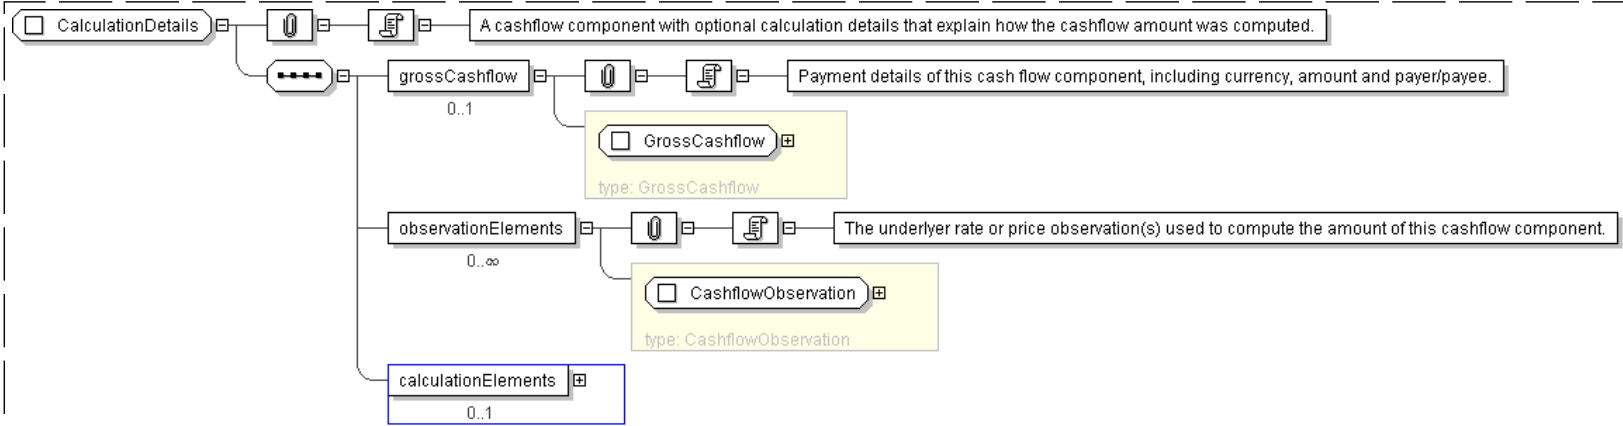 CalculationDetails
A cashflow component with optional calculation details that explain how the cashflow amount was computed.
grossCashflow
Payment details of this cash flow component, including currency, amount and payer/payee.
0..1
GrossCashflow
type: GrossCashflow
observationElements
The underlyer rate or price observation(s) used to compute the amount of this cashflow component.
0..∞
CashflowObservation
type: CashflowObservation
calculationElements
0..1